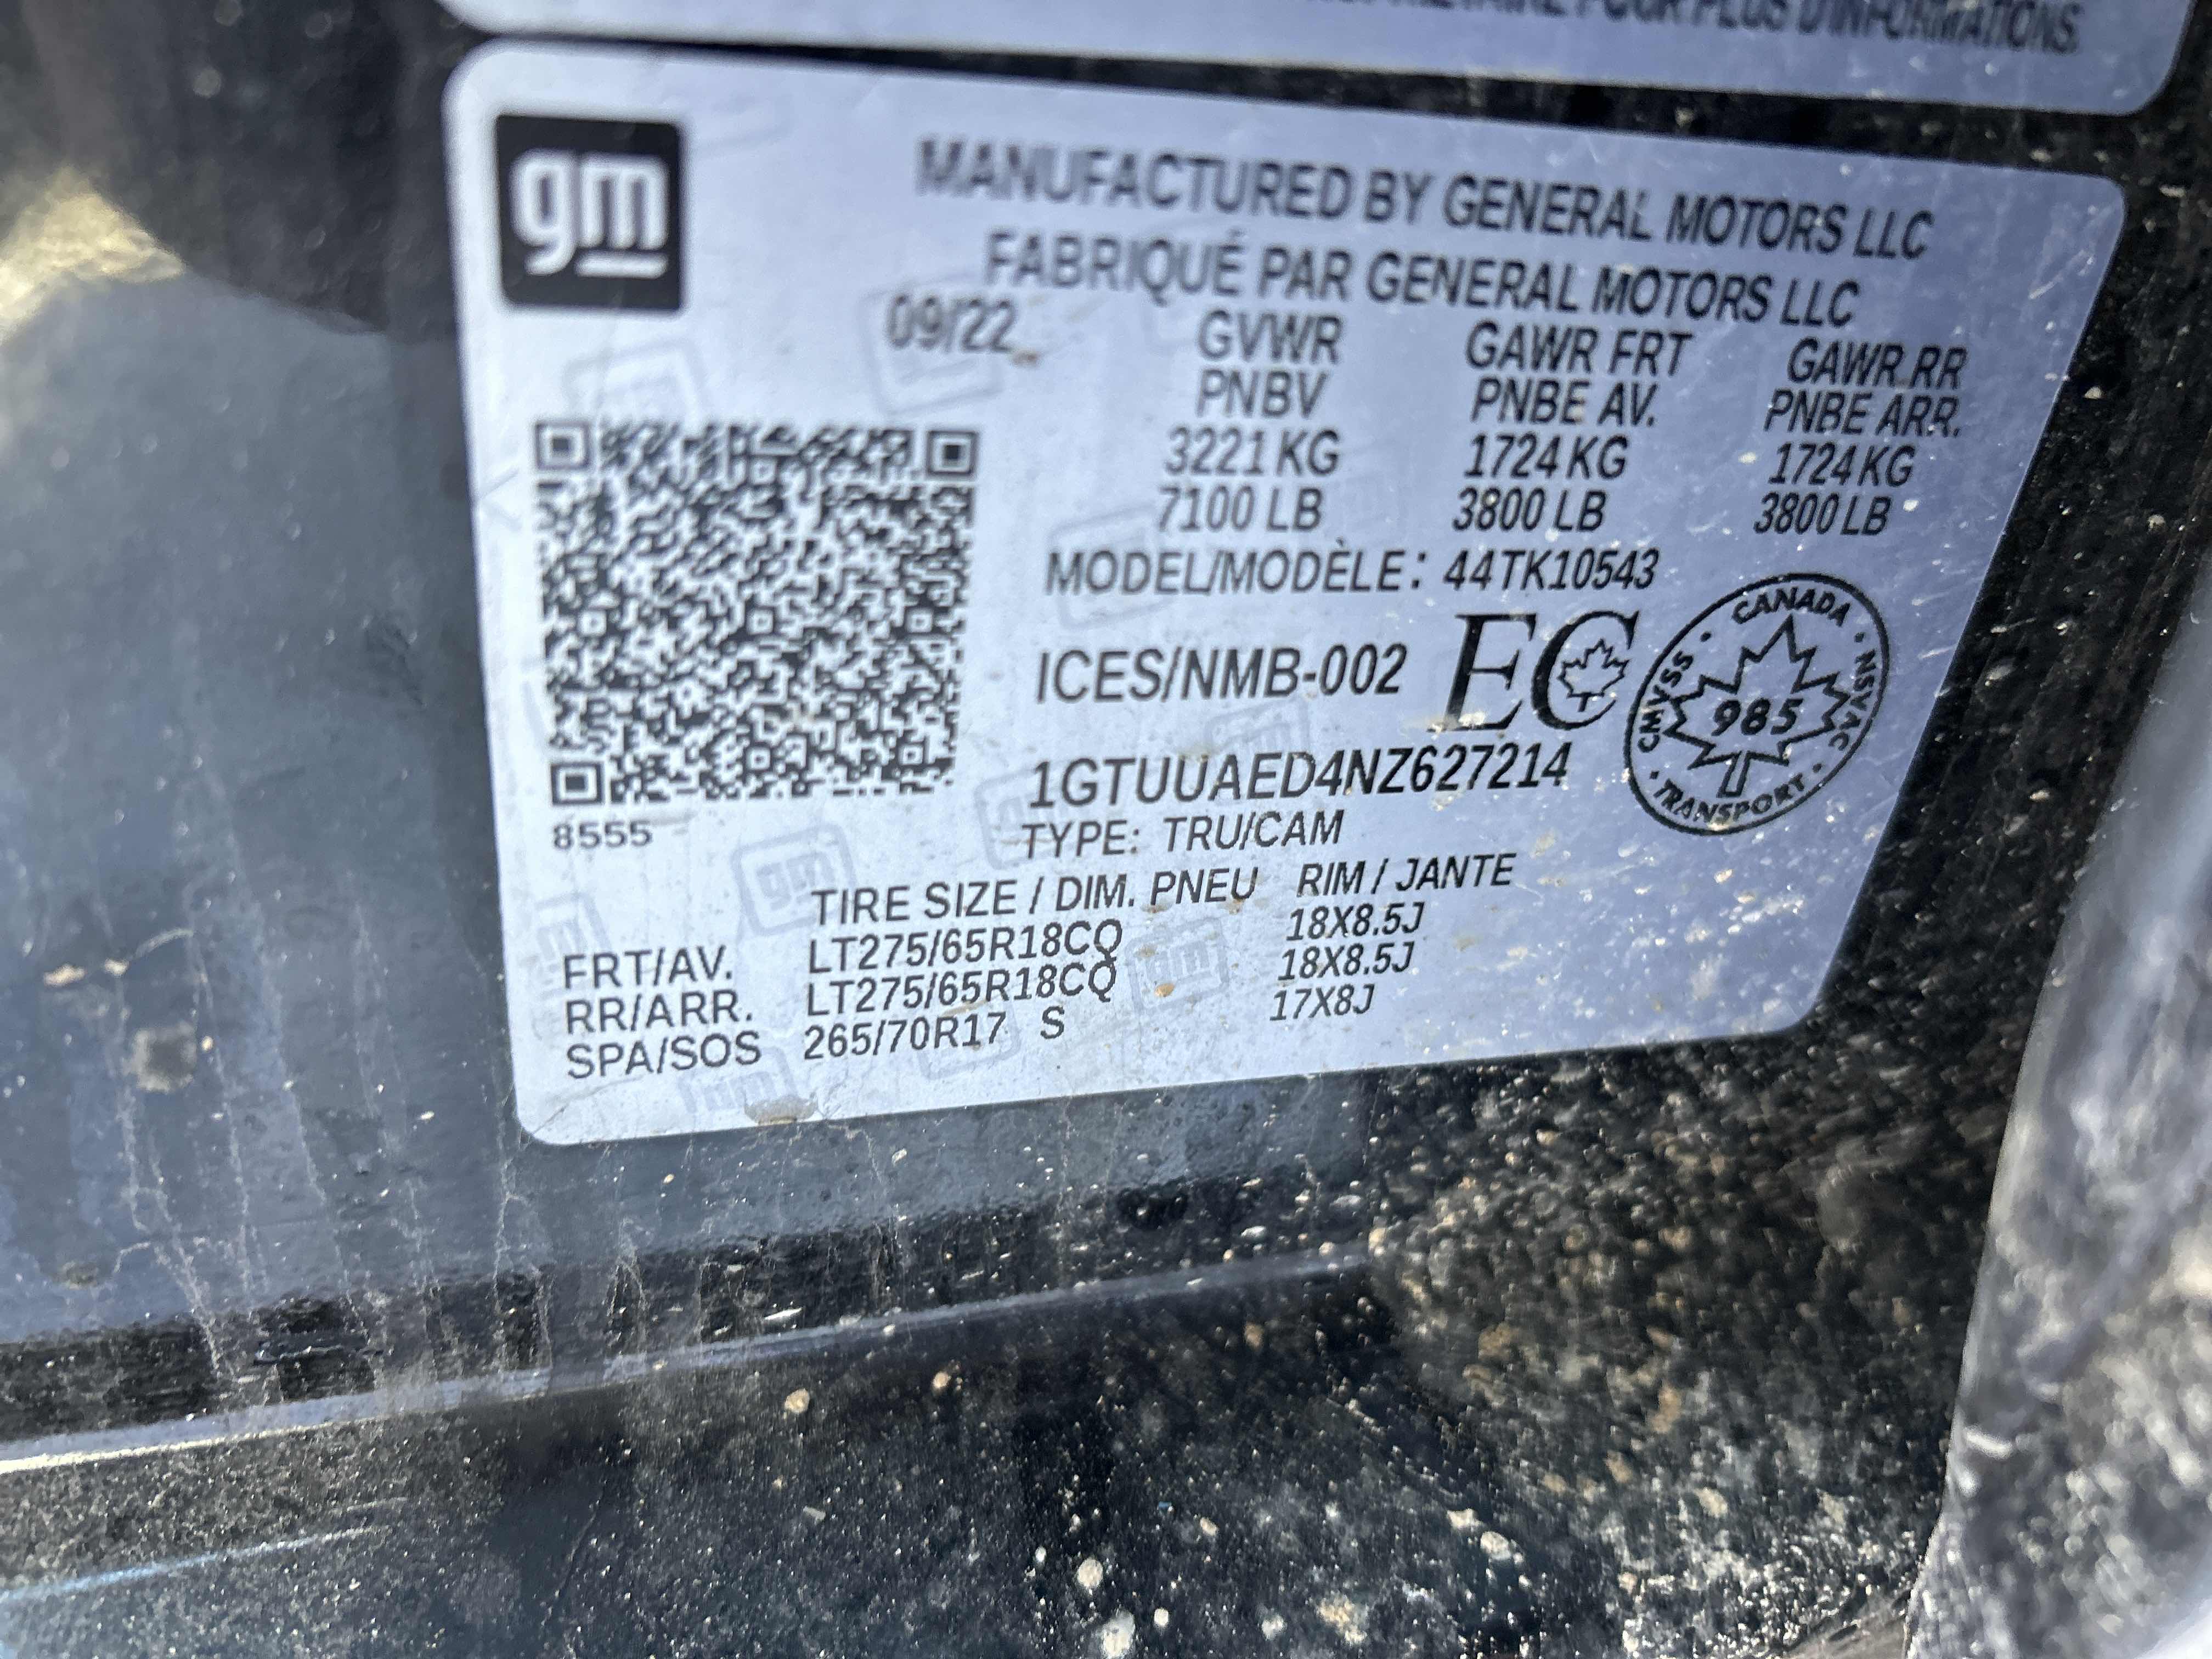 POUR PLUS D'INFORMATIONS.
gm
MANUFACTURED BY GENERAL MOTORS LLC
FABRIQUÉ PAR GENERAL MOTORS LLC
09/22 GVWR GAWR FRT GAWR RR
PNBV PNBE AV. PNBE ARR.
3221 KG 1724 KG 1724 KG
7100 LB 3800 LB 3800 LB
MODEL/MODÈLE: 44TK10543
ICES/NMB-002 EC
CANADA · NSVAC · TRANSPORT · CMVSS ·
985
1GTUUAED4NZ627214
8555
TYPE: TRU/CAM
TIRE SIZE / DIM. PNEU RIM / JANTE
FRT/AV. LT275/65R18CQ 18X8.5J
RR/ARR. LT275/65R18CQ 18X8.5J
SPA/SOS 265/70R17 S 17X8J